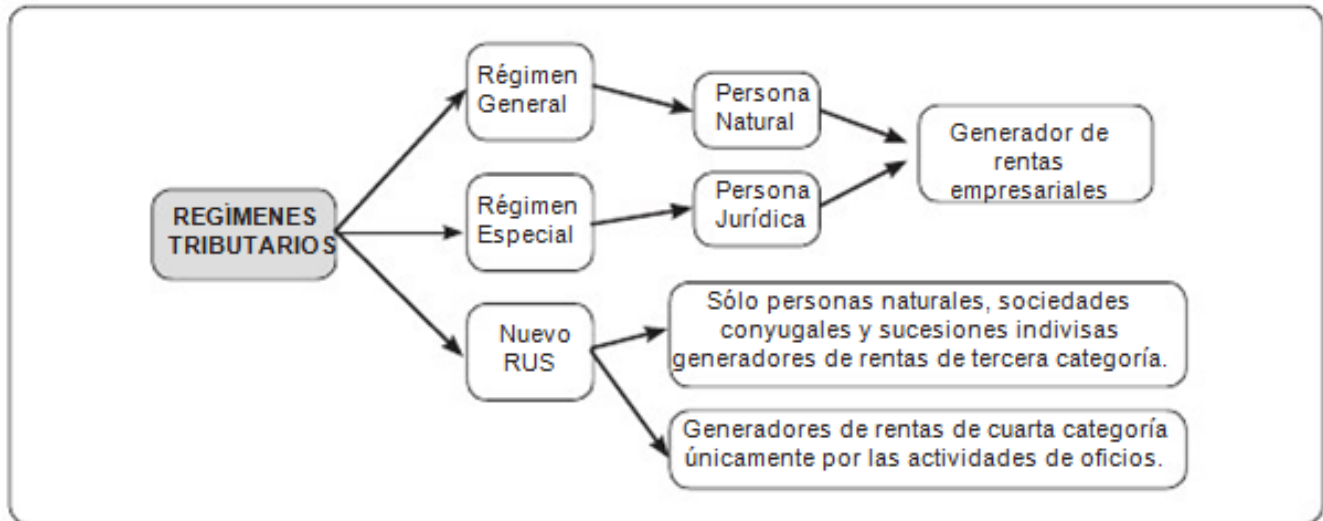 REGÌMENES
TRIBUTARIOS
Régimen
General
Persona
Natural
Generador de
rentas
empresariales
Régimen
Especial
Persona
Jurídica
Nuevo
RUS
Sólo personas naturales, sociedades
conyugales y sucesiones indivisas
generadores de rentas de tercera categoría.
Generadores de rentas de cuarta categoría
únicamente por las actividades de oficios.